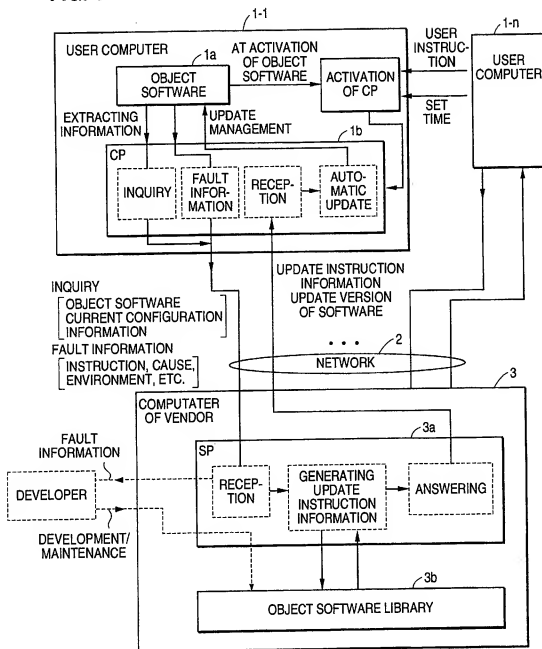 1-1
1-n
USER COMPUTER
1a
AT ACTIVATION
OF OBJECT
SOFTWARE
USER
INSTRUC-
TION
USER
COMPUTER
OBJECT
SOFTWARE
ACTIVATION
OF CP
EXTRACTING
INFORMATION
UPDATE
MANAGEMENT
1b
SET
TIME
CP
INQUIRY
FAULT
INFOR-
MATION
RECEP-
TION
AUTO-
MATIC
UPDATE
INQUIRY
OBJECT SOFTWARE
CURRENT CONFIGURATION
INFORMATION
FAULT INFORMATION
INSTRUCTION, CAUSE,
ENVIRONMENT, ETC.
UPDATE INSTRUCTION
INFORMATION
UPDATE VERSION
OF SOFTWARE
2
NETWORK
3
COMPUTATER
OF VENDOR
3a
FAULT
INFORMATION
SP
DEVELOPER
RECEP-
TION
GENERATING
UPDATE
INSTRUCTION
INFORMATION
ANSWERING
DEVELOPMENT/
MAINTENANCE
3b
OBJECT SOFTWARE LIBRARY